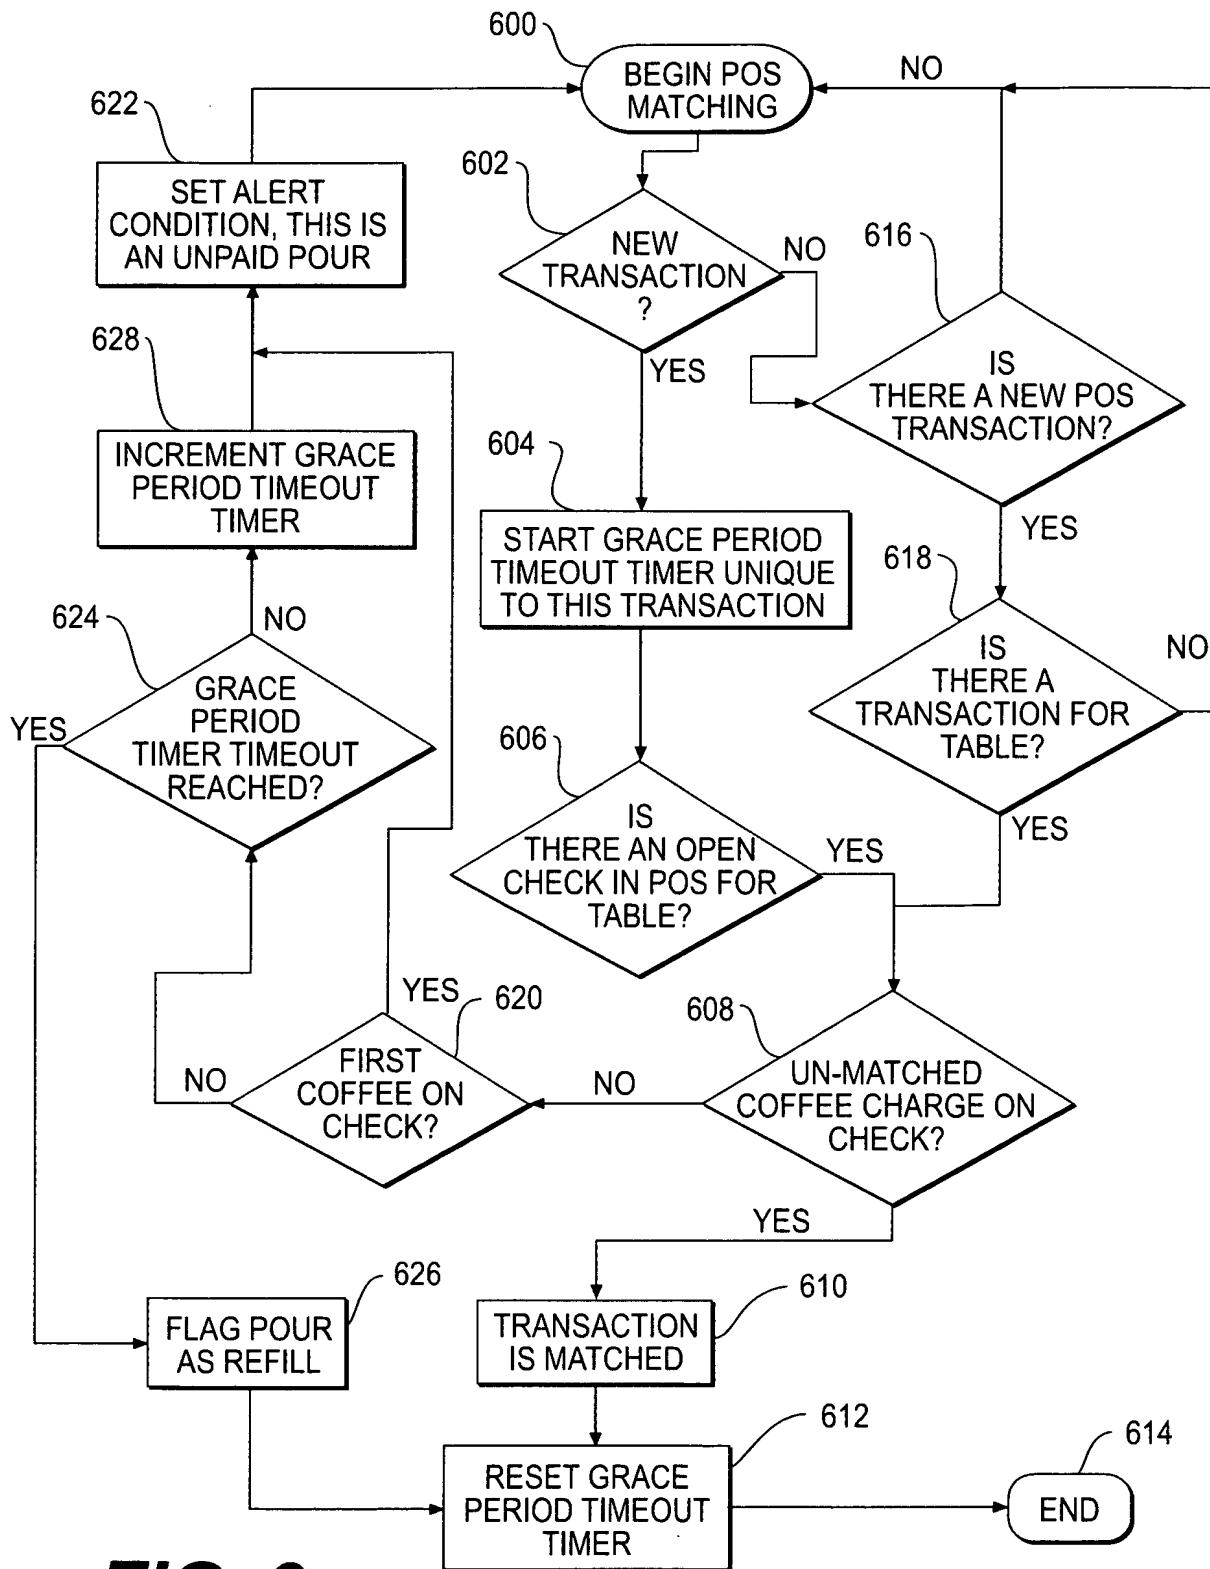 600
BEGIN POS
MATCHING
NO
622
SET ALERT
CONDITION, THIS IS
AN UNPAID POUR
602
NEW
TRANSACTION
?
NO
YES
616
IS
THERE A NEW POS
TRANSACTION?
YES
628
INCREMENT GRACE
PERIOD TIMEOUT
TIMER
604
START GRACE PERIOD
TIMEOUT TIMER UNIQUE
TO THIS TRANSACTION
618
IS
THERE A
TRANSACTION FOR
TABLE?
NO
YES
624
NO
GRACE
PERIOD
TIMER TIMEOUT
REACHED?
YES
606
IS
THERE AN OPEN
CHECK IN POS FOR
TABLE?
YES
620
YES
FIRST
COFFEE ON
CHECK?
NO
608
UN-MATCHED
COFFEE CHARGE ON
CHECK?
NO
YES
626
FLAG POUR
AS REFILL
610
TRANSACTION
IS MATCHED
612
RESET GRACE
PERIOD TIMEOUT
TIMER
614
END